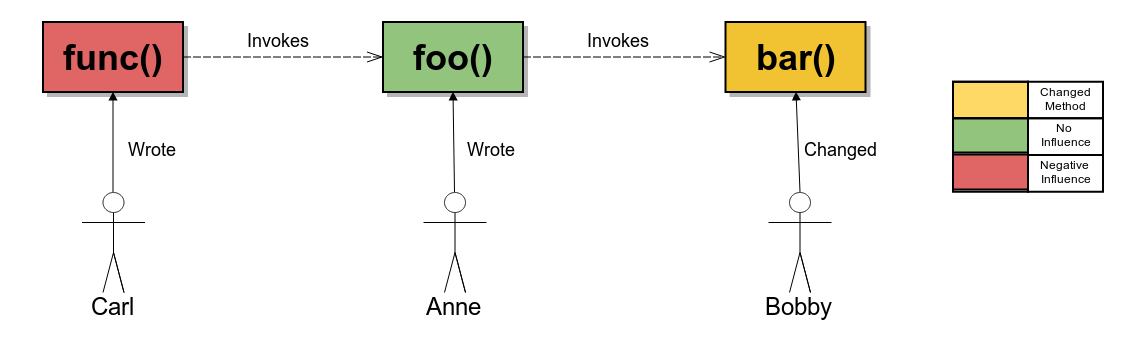 func()
Invokes
foo()
Invokes
bar()
Wrote
Wrote
Changed
Carl
Anne
Bobby
Changed
Method
No
Influence
Negative
Influence